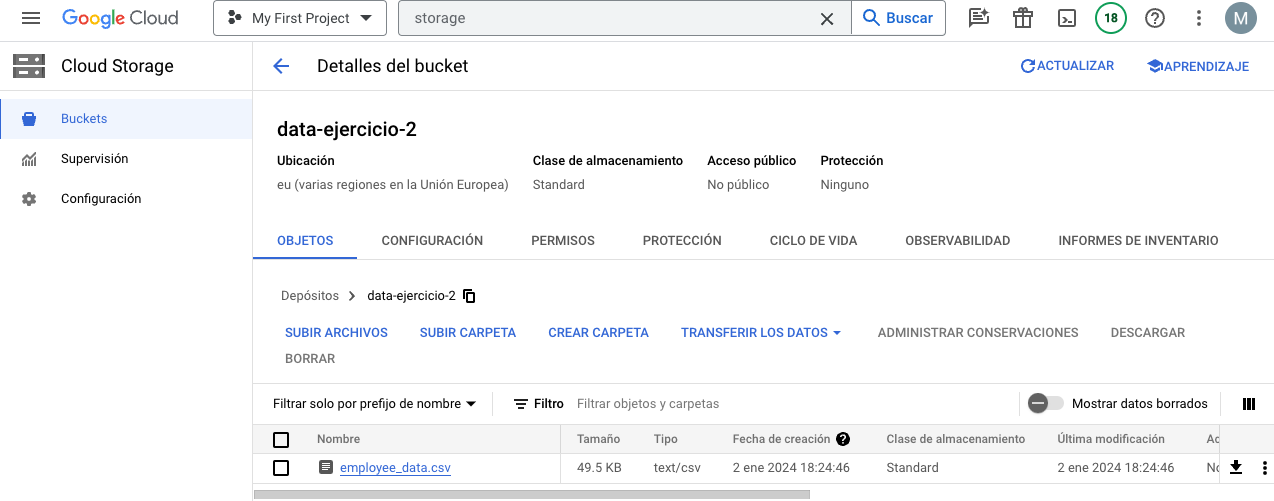 Google Cloud My First Project storage Buscar 18 M
Cloud Storage Detalles del bucket ACTUALIZAR APRENDIZAJE
Buckets
Supervisión
Configuración
data-ejercicio-2
Ubicación Clase de almacenamiento Acceso público Protección
eu (varias regiones en la Unión Europea) Standard No público Ninguno
OBJETOS CONFIGURACIÓN PERMISOS PROTECCIÓN CICLO DE VIDA OBSERVABILIDAD INFORMES DE INVENTARIO
Depósitos > data-ejercicio-2
SUBIR ARCHIVOS SUBIR CARPETA CREAR CARPETA TRANSFERIR LOS DATOS ADMINISTRAR CONSERVACIONES DESCARGAR
BORRAR
Filtrar solo por prefijo de nombre Filtro Filtrar objetos y carpetas Mostrar datos borrados
Nombre Tamaño Tipo Fecha de creación Clase de almacenamiento Última modificación
employee_data.csv 49.5 KB text/csv 2 ene 2024 18:24:46 Standard 2 ene 2024 18:24:46